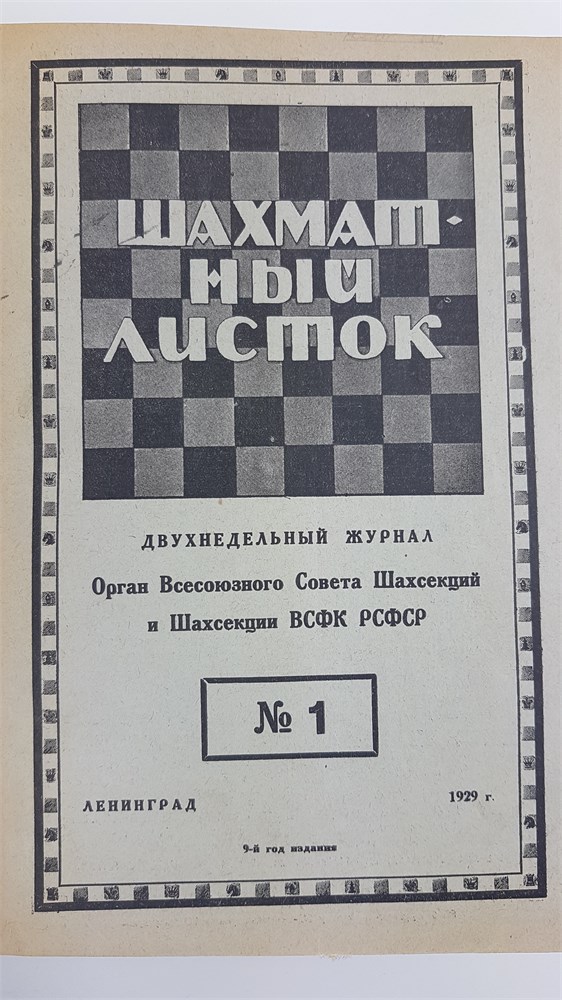 ШАХМАТ-
НЫЙ
ЛИСТОК
ДВУХНЕДЕЛЬНЫЙ ЖУРНАЛ
Орган Всесоюзного Совета Шахсекций
и Шахсекции ВСФК РСФСР
№ 1
ЛЕНИНГРАД
1929 г.
9-й год издания